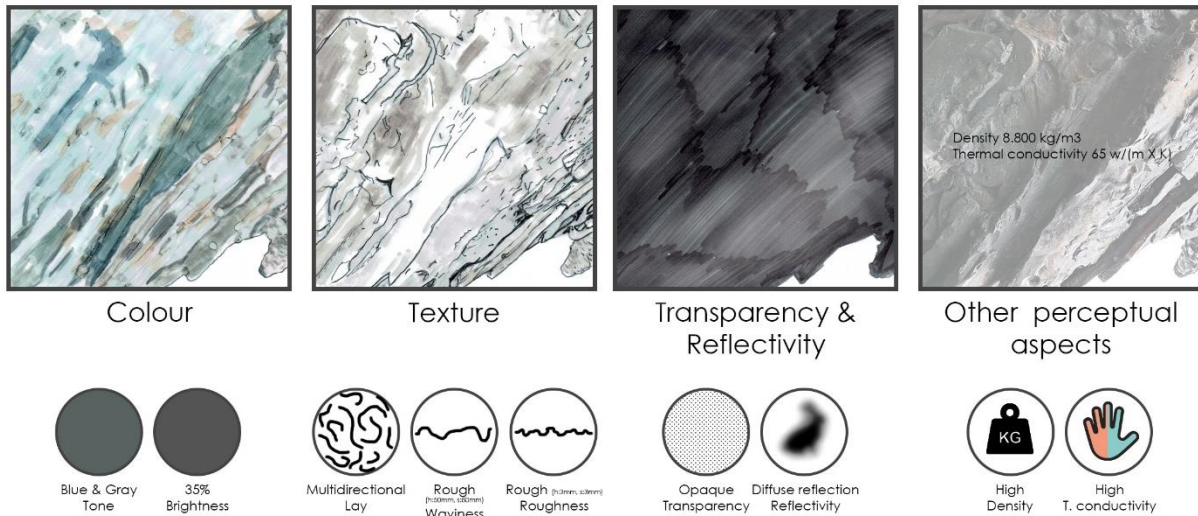 Density 8.800 kg/m3
Thermal conductivity 65 w/(m X K)
Colour
Texture
Transparency &
Reflectivity
Other perceptual
aspects
KG
Blue & Gray
Tone
35%
Brightness
Multidirectional
Lay
Rough
Waviness
Rough
Roughness
Opaque
Transparency
Diffuse reflection
Reflectivity
High
Density
High
T. conductivity